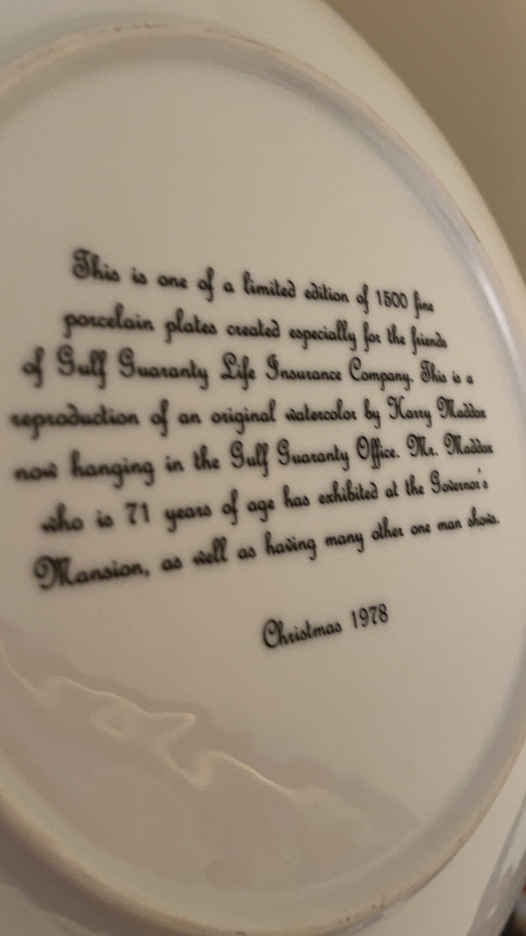 This is one of a limited edition of 1500 fine
porcelain plates created especially for the friends
of Gulf Guaranty Life Insurance Company. This is a
reproduction of an original watercolor by Harry Maddox
now hanging in the Gulf Guaranty Office. Mr. Maddox
who is 71 years of age has exhibited at the Governor's
Mansion, as well as having many other one man shows.
Christmas 1978